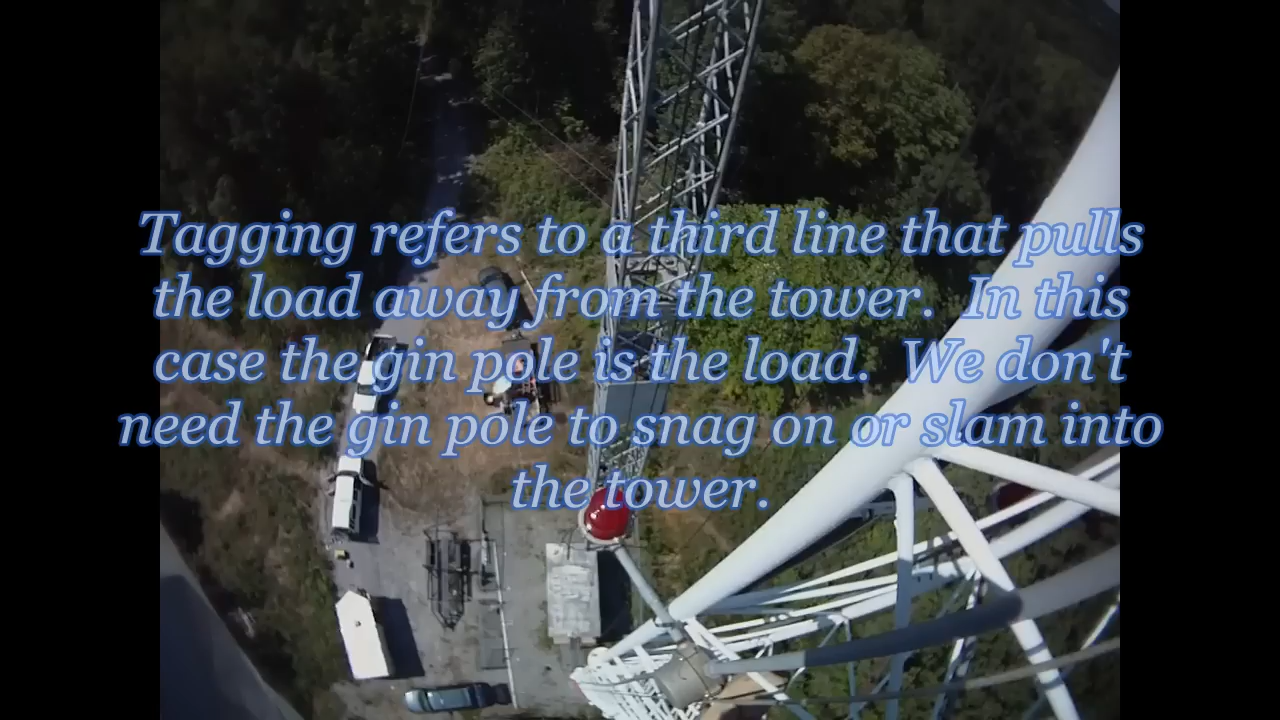 Tagging refers to a third line that pulls
the load away from the tower.  In this
case the gin pole is the load.  We don't
need the gin pole to snag on or slam into
the tower.